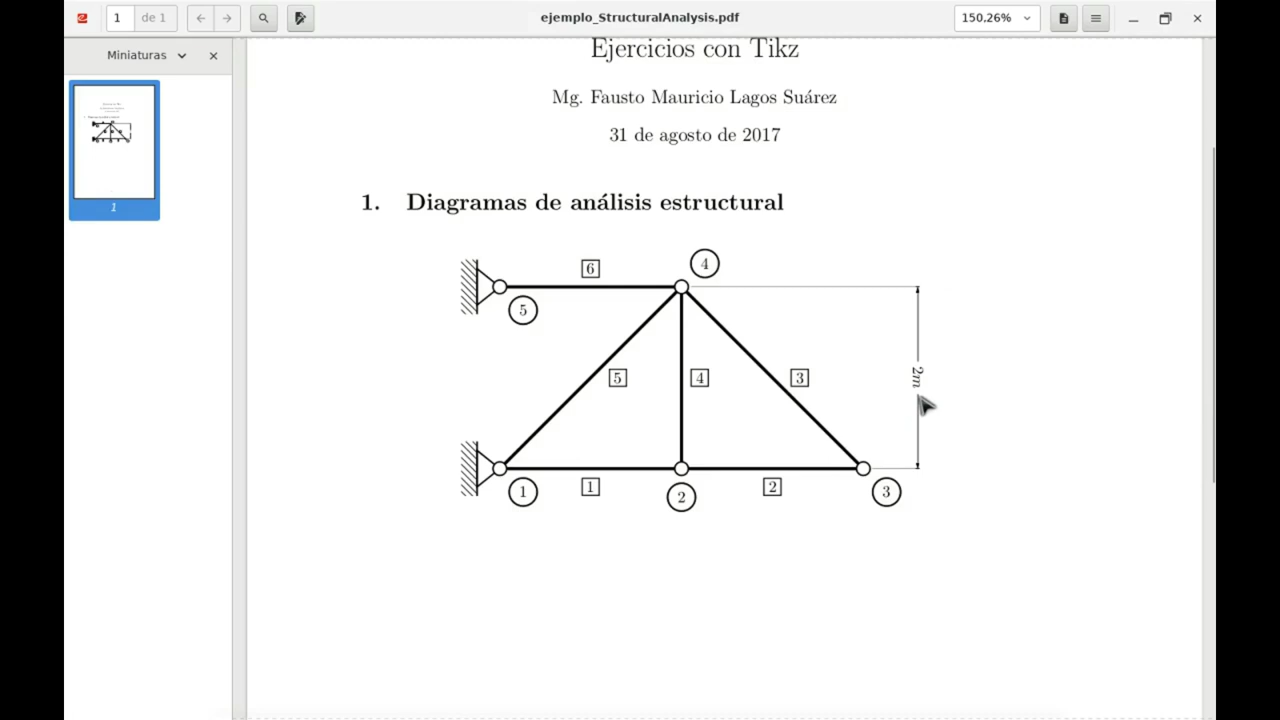 1 de 1
ejemplo_StructuralAnalysis.pdf
150,26%
Miniaturas
1
Ejercicios con Tikz
Mg. Fausto Mauricio Lagos Suárez
31 de agosto de 2017
1. Diagramas de análisis estructural
6
4
5
5
4
3
2m
1
1
2
2
3